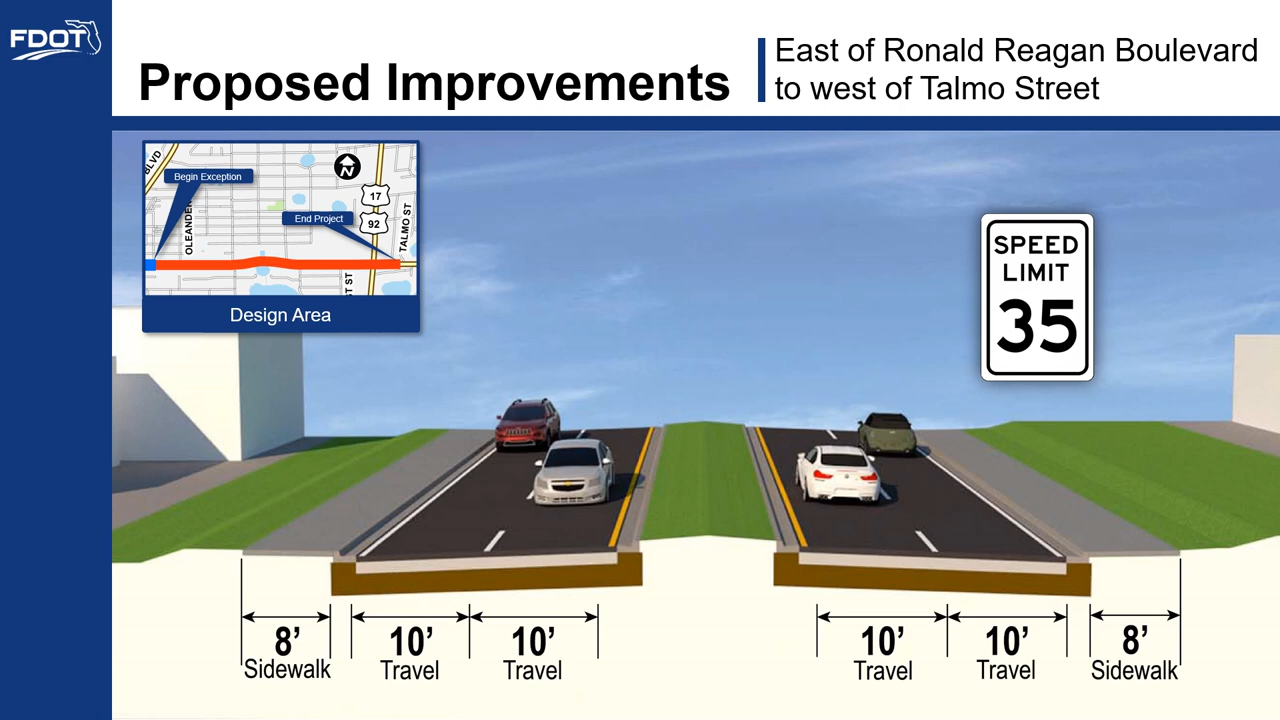 FDOT
Proposed Improvements
East of Ronald Reagan Boulevard
to west of Talmo Street
BLVD
Begin Exception
OLEANDER
N
17
92
End Project
TALMO ST
ST ST
Design Area
SPEED
LIMIT
35
8’
Sidewalk
10’
Travel
10’
Travel
10’
Travel
10’
Travel
8’
Sidewalk